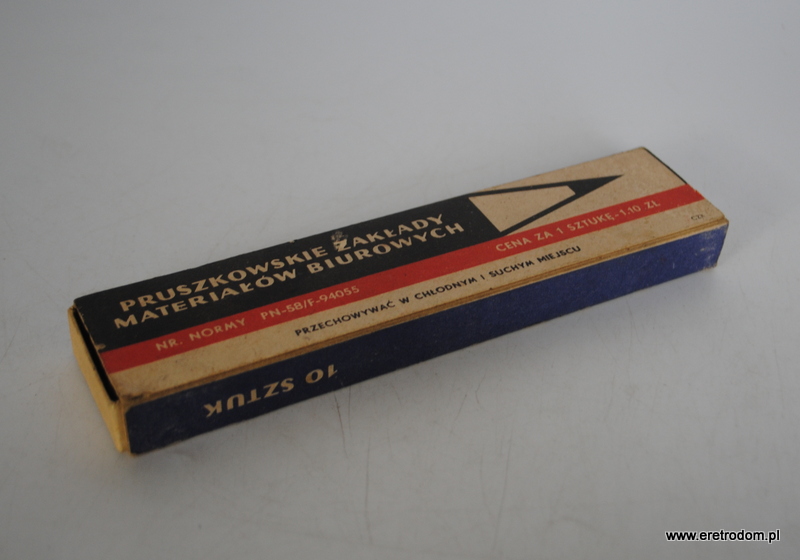 PRUSZKOWSKIE ZAKŁADY
MATERIAŁÓW BIUROWYCH
NR. NORMY PN-58/F-94055
CENA ZA 1 SZTUKĘ-1.10 ZŁ
PRZECHOWYWAĆ W CHŁODNYM I SUCHYM MIEJSCU
10 SZTUK
www.eretrodom.pl